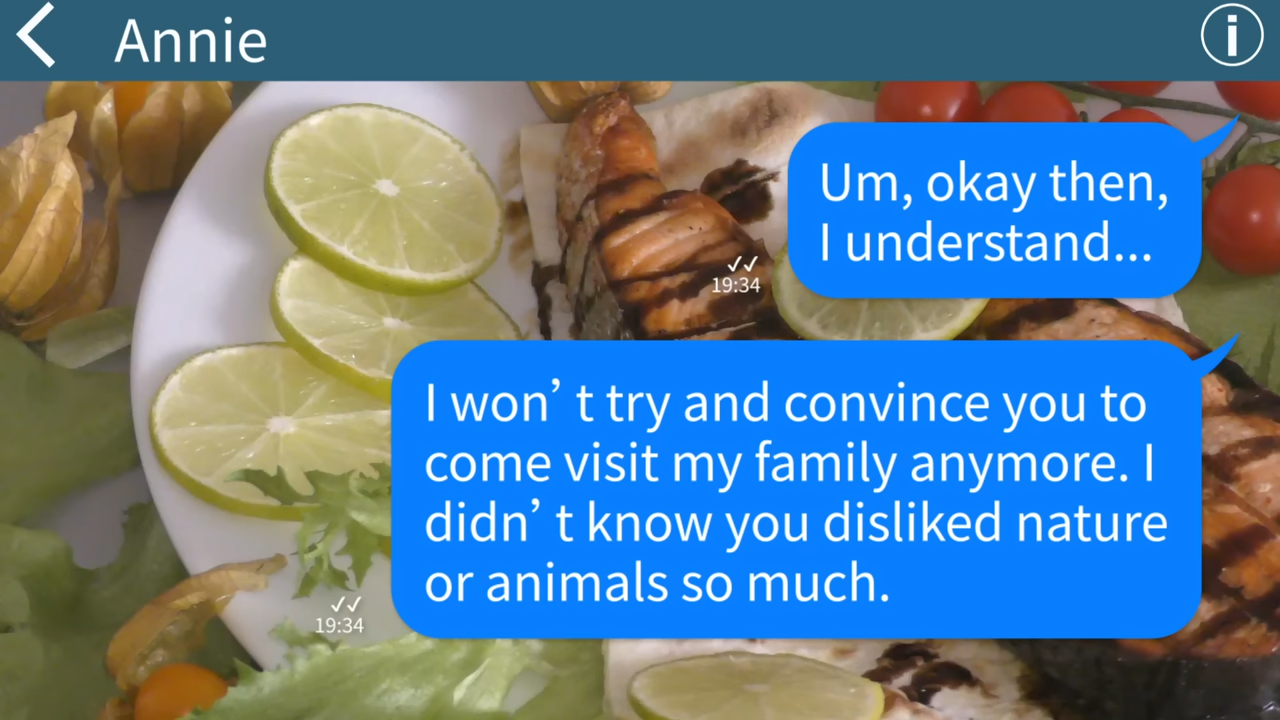 Annie
Um, okay then,
I understand...
19:34
I won’ t try and convince you to
come visit my family anymore. I
didn’ t know you disliked nature
or animals so much.
19:34